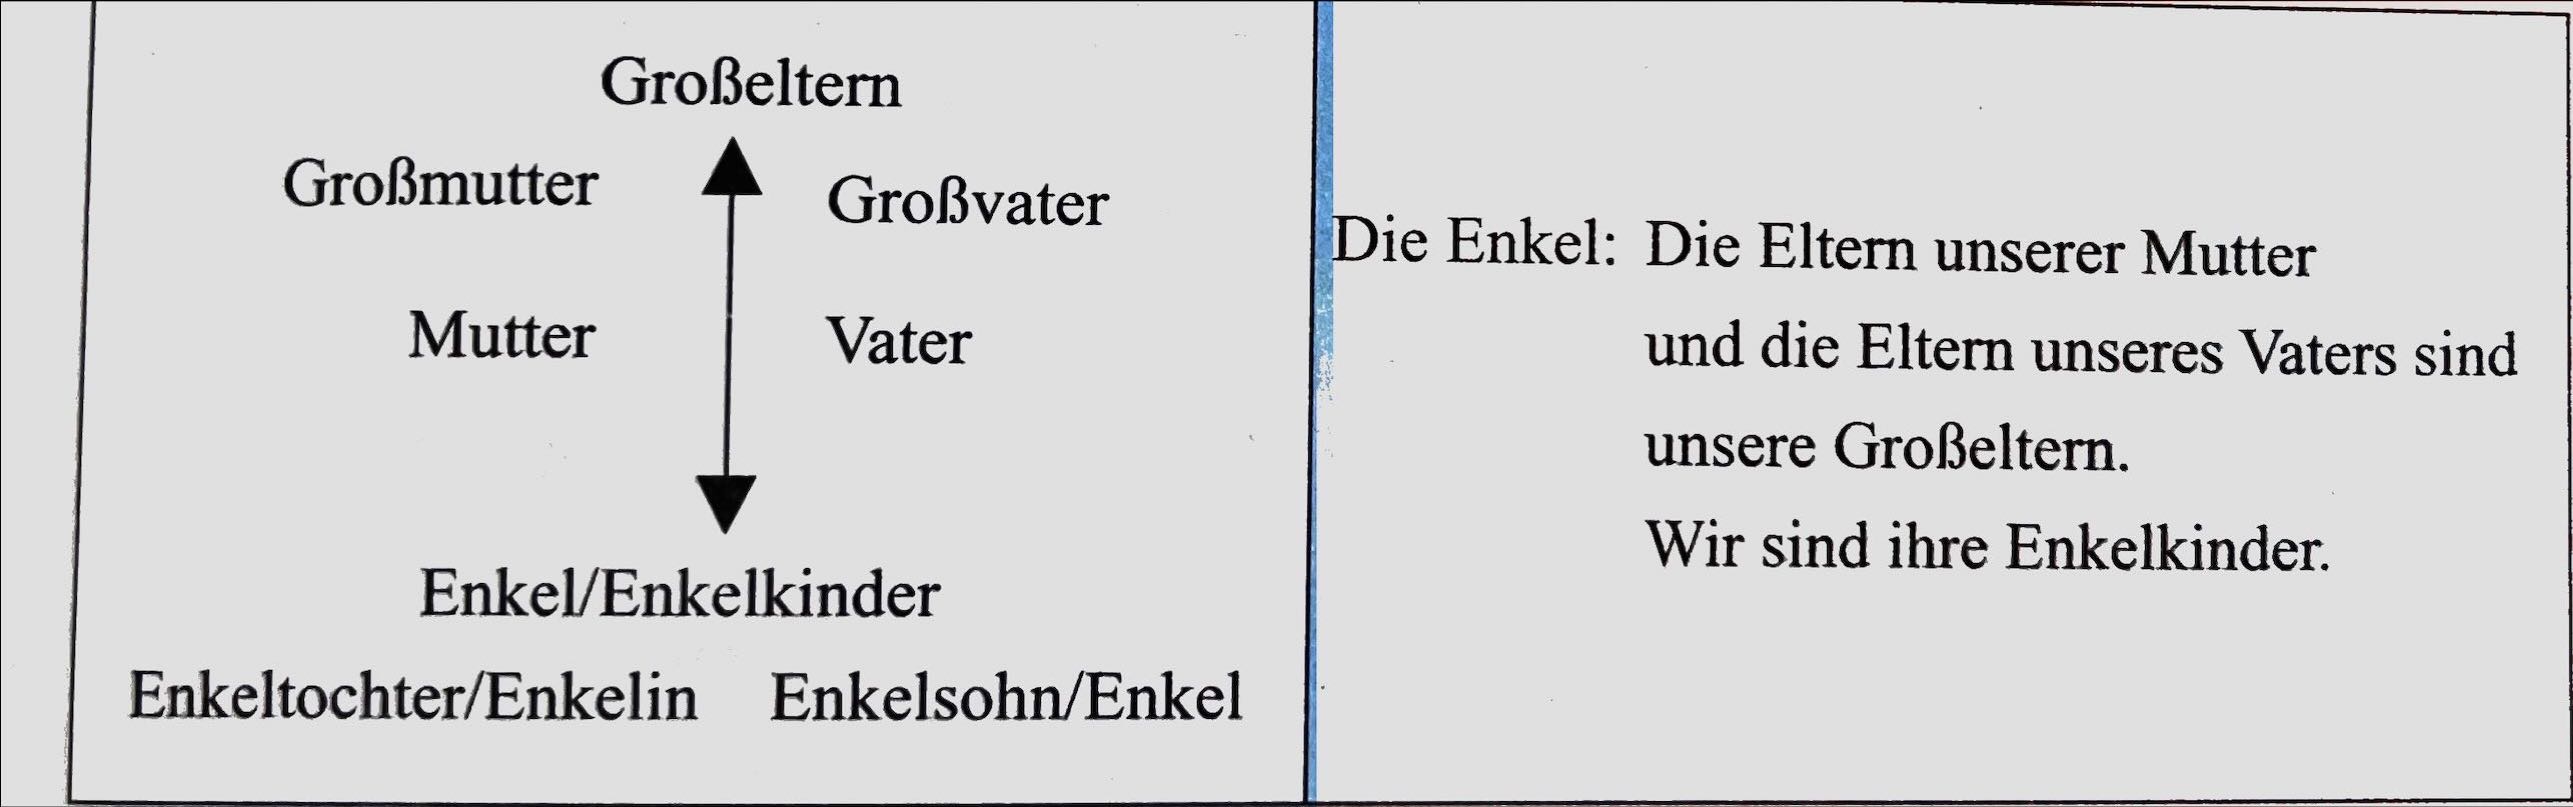 Großeltern
Großmutter
Großvater
Mutter
Vater
Enkel/Enkelkinder
Enkeltochter/Enkelin
Enkelsohn/Enkel
Die Enkel: Die Eltern unserer Mutter
und die Eltern unseres Vaters sind
unsere Großeltern.
Wir sind ihre Enkelkinder.